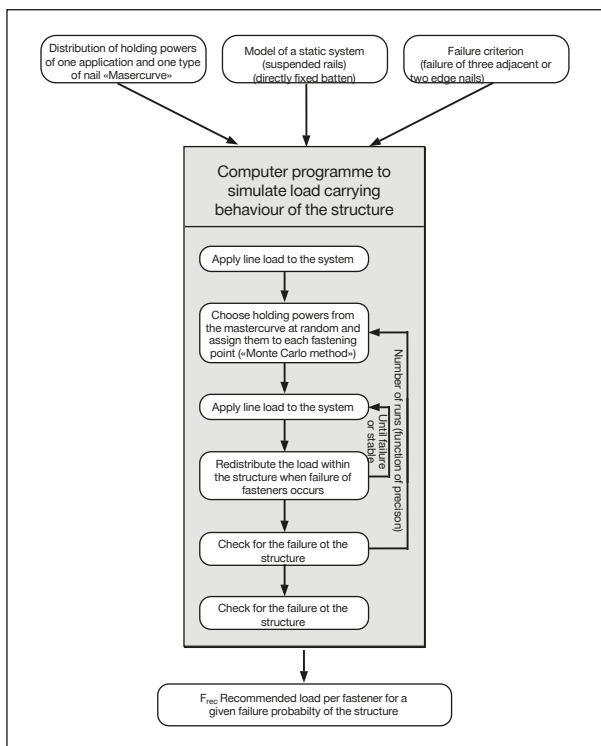 Distribution of holding powers
of one application and one type
of nail «Masercurve»
Model of a static system
(suspended rails)
(directly fixed batten)
Failure criterion
(failure of three adjacent or
two edge nails)
Computer programme to
simulate load carrying
behaviour of the structure
Apply line load to the system
Choose holding powers from
the mastercurve at random and
assign them to each fastening
point («Monte Carlo method»)
Apply line load to the system
Until failure
or stable
Number of runs (function of precison)
Redistribute the load within
the structure when failure of
fasteners occurs
Check for the failure ot the
structure
Check for the failure ot the
structure
Frec Recommended load per fastener for a
given failure probabilty of the structure